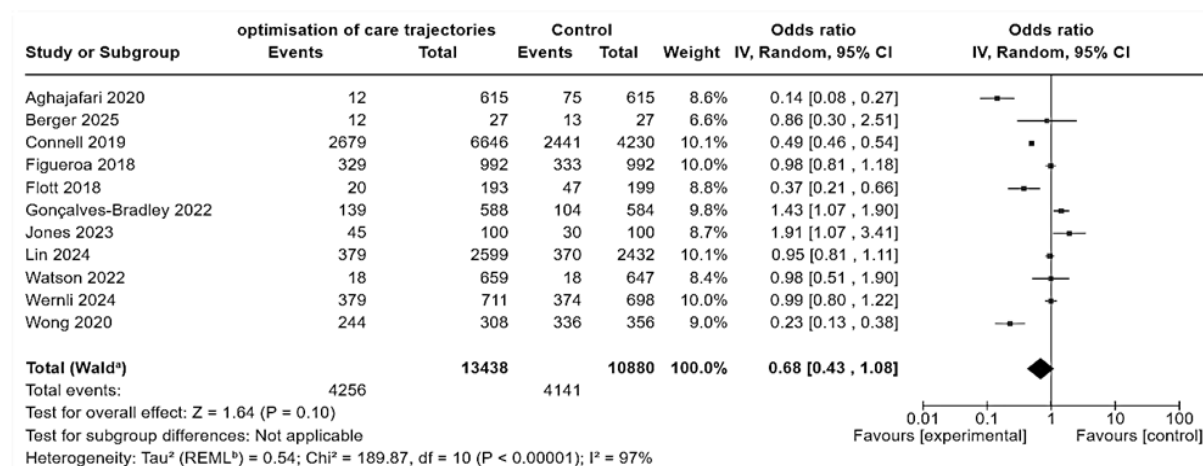 optimisation of care trajectories Control Odds ratio Odds ratio
Study or Subgroup Events Total Events Total Weight IV, Random, 95% CI IV, Random, 95% CI
Aghajafari 2020 12 615 75 615 8.6% 0.14 [0.08 , 0.27]
Berger 2025 12 27 13 27 6.6% 0.86 [0.30 , 2.51]
Connell 2019 2679 6646 2441 4230 10.1% 0.49 [0.46 , 0.54]
Figueroa 2018 329 992 333 992 10.0% 0.98 [0.81 , 1.18]
Flott 2018 20 193 47 199 8.8% 0.37 [0.21 , 0.66]
Gonçalves-Bradley 2022 139 588 104 584 9.8% 1.43 [1.07 , 1.90]
Jones 2023 45 100 30 100 8.7% 1.91 [1.07 , 3.41]
Lin 2024 379 2599 370 2432 10.1% 0.95 [0.81 , 1.11]
Watson 2022 18 659 18 647 8.4% 0.98 [0.51 , 1.90]
Wernli 2024 379 711 374 698 10.0% 0.99 [0.80 , 1.22]
Wong 2020 244 308 336 356 9.0% 0.23 [0.13 , 0.38]
Total (Waldᵃ) 13438 10880 100.0% 0.68 [0.43 , 1.08]
Total events: 4256 4141
Test for overall effect: Z = 1.64 (P = 0.10)
Test for subgroup differences: Not applicable
Heterogeneity: Tau² (REMLᵇ) = 0.54; Chi² = 189.87, df = 10 (P < 0.00001); I² = 97%
0.01 0.1 1 10 100
Favours [experimental] Favours [control]